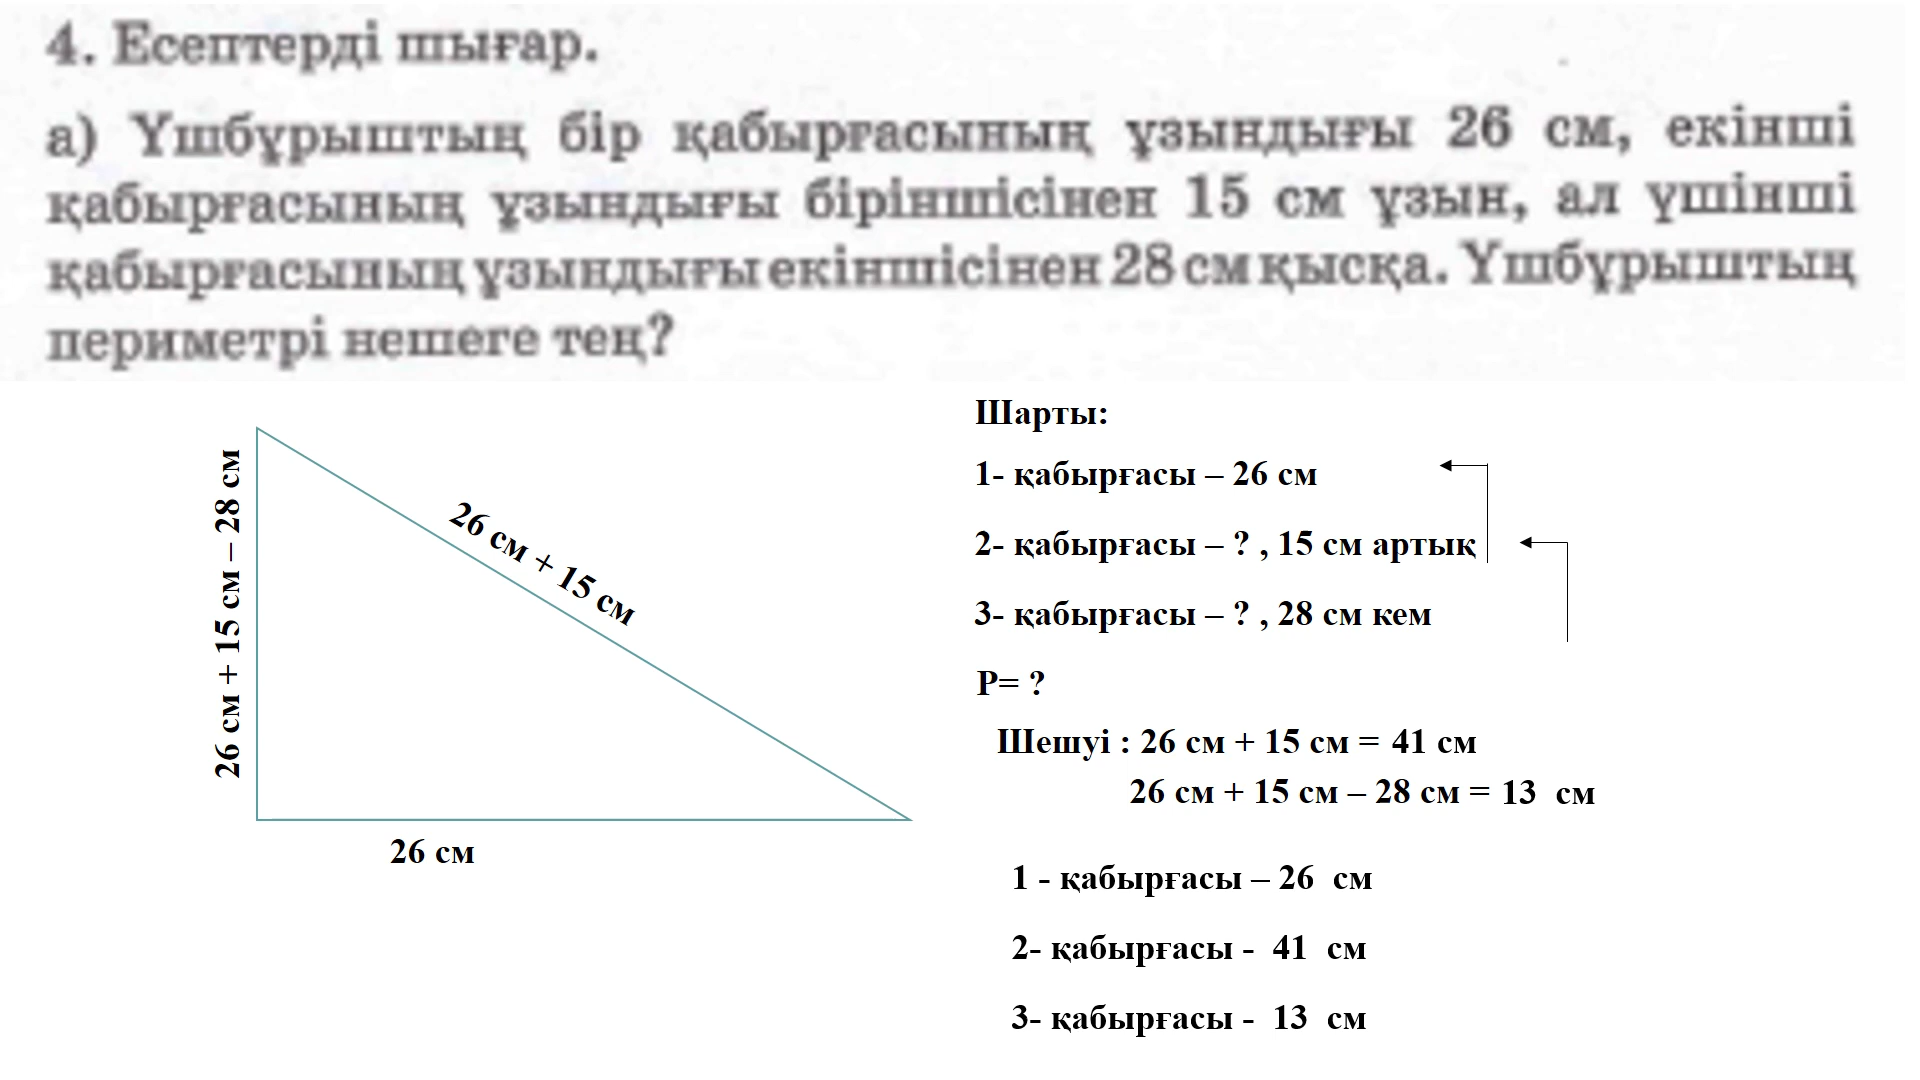 4. Есептерді шығар.
а) Үшбұрыштың бір қабырғасының ұзындығы 26 см, екінші
қабырғасының ұзындығы біріншісінен 15 см ұзын, ал үшінші
қабырғасының ұзындығы екіншісінен 28 см қысқа. Үшбұрыштың
периметрі нешеге тең?
26 см + 15 см – 28 см
26 см + 15 см
26 см
Шарты:
1- қабырғасы – 26 см
2- қабырғасы – ? , 15 см артық
3- қабырғасы – ? , 28 см кем
Р= ?
Шешуі : 26 см + 15 см = 41 см
26 см + 15 см – 28 см = 13 см
1 - қабырғасы – 26 см
2- қабырғасы - 41 см
3- қабырғасы - 13 см